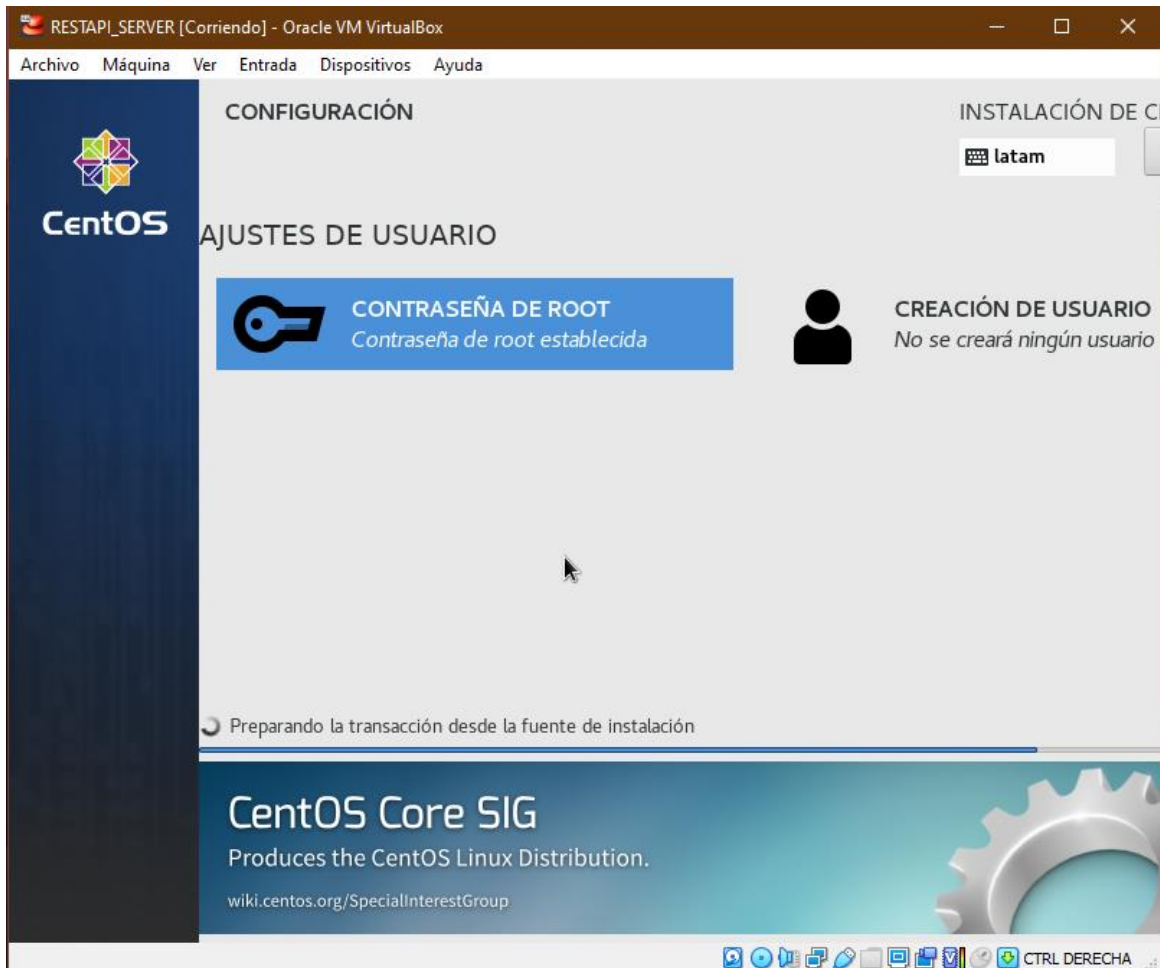 RESTAPI_SERVER [Corriendo] - Oracle VM VirtualBox
Archivo Máquina Ver Entrada Dispositivos Ayuda
CONFIGURACIÓN
INSTALACIÓN DE
latam
CentOS
AJUSTES DE USUARIO
CONTRASEÑA DE ROOT
Contraseña de root establecida
CREACIÓN DE USUARIO
No se creará ningún usuario
Preparando la transacción desde la fuente de instalación
CentOS Core SIG
Produces the CentOS Linux Distribution.
wiki.centos.org/SpecialInterestGroup
CTRL DERECHA